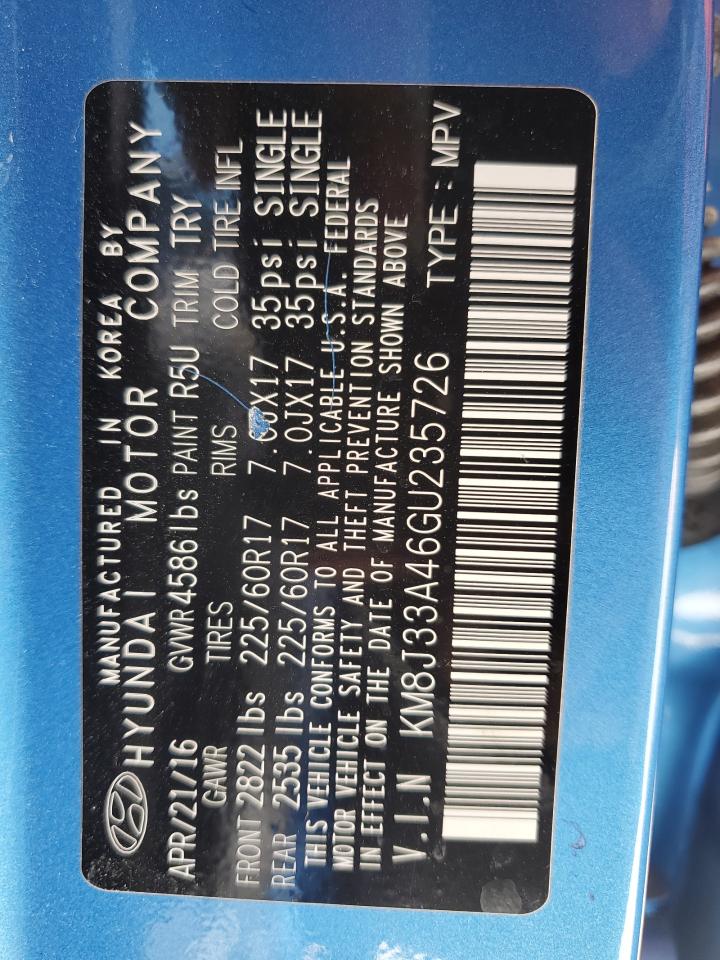 MANUFACTURED IN KOREA BY
HYUNDAI MOTOR COMPANY
APR/21/16 GVWR 4586 lbs PAINT R5U TRIM TRY
GAWR TIRES RIMS COLD TIRE INFL
FRONT 2822 lbs 225/60R17 7.0JX17 35psi SINGLE
REAR 2535 lbs 225/60R17 7.0JX17 35psi SINGLE
THIS VEHICLE CONFORMS TO ALL APPLICABLE U.S.A. FEDERAL
MOTOR VEHICLE SAFETY AND THEFT PREVENTION STANDARDS
IN EFFECT ON THE DATE OF MANUFACTURE SHOWN ABOVE
V.I.N KM8J33A46GU235726 TYPE : MPV